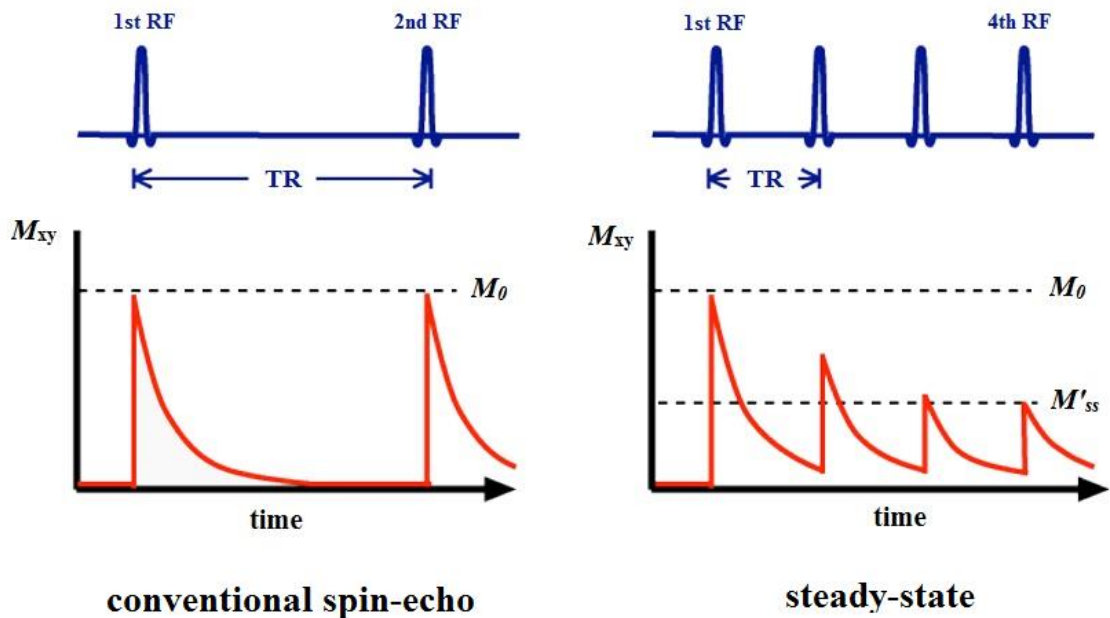 1st RF
2nd RF
TR
Mxy
M0
time
conventional spin-echo
1st RF
4th RF
TR
Mxy
M0
M'ss
time
steady-state